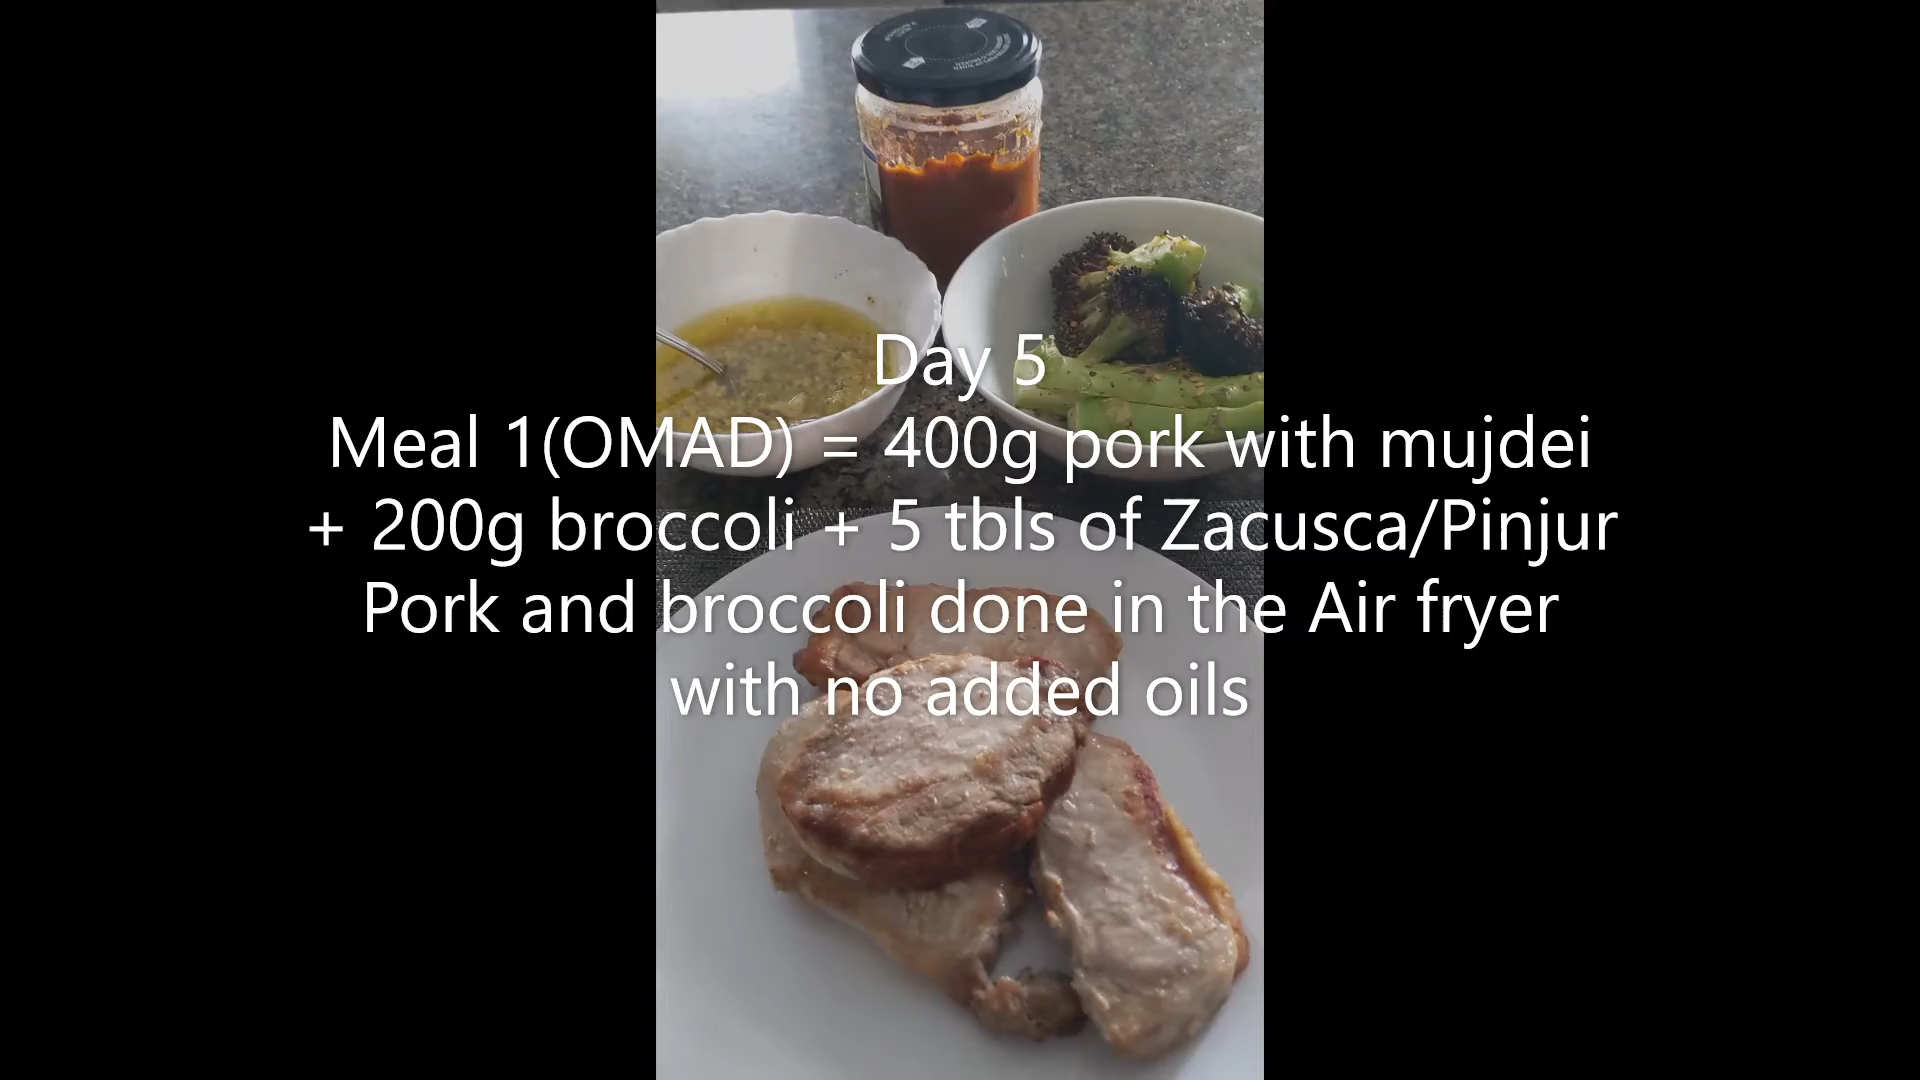 Day 5
Meal 1(OMAD) = 400g pork with mujdei
+ 200g broccoli + 5 tbls of Zacusca/Pinjur
Pork and broccoli done in the Air fryer
with no added oils